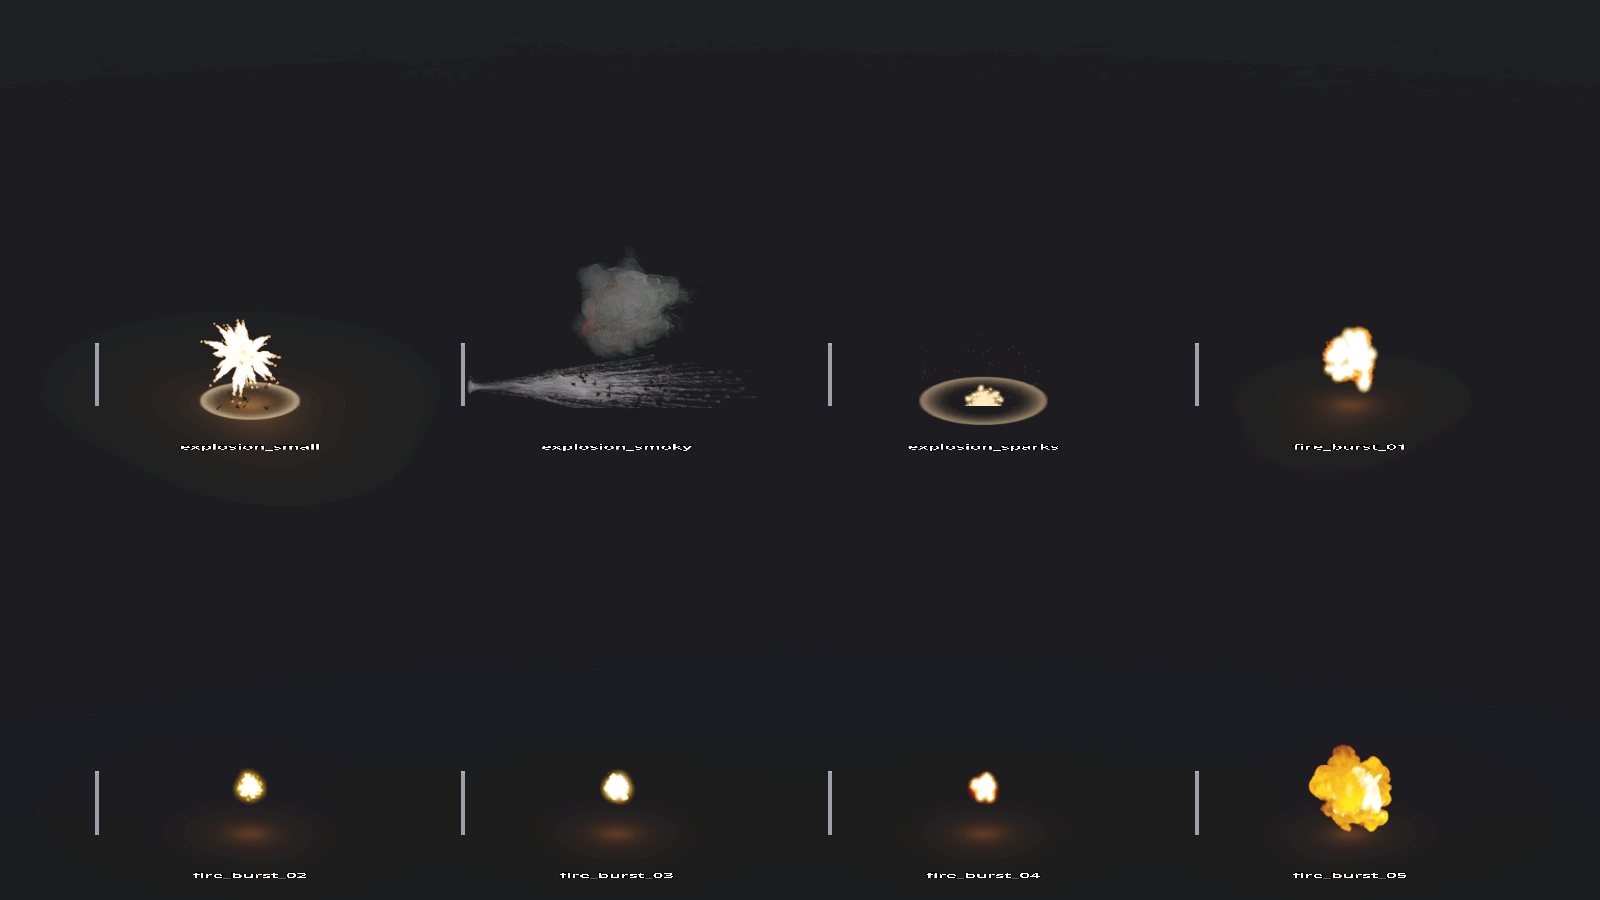 explosion_small
explosion_smoky
explosion_sparks
fire_burst_01
fire_burst_02
fire_burst_03
fire_burst_04
fire_burst_05